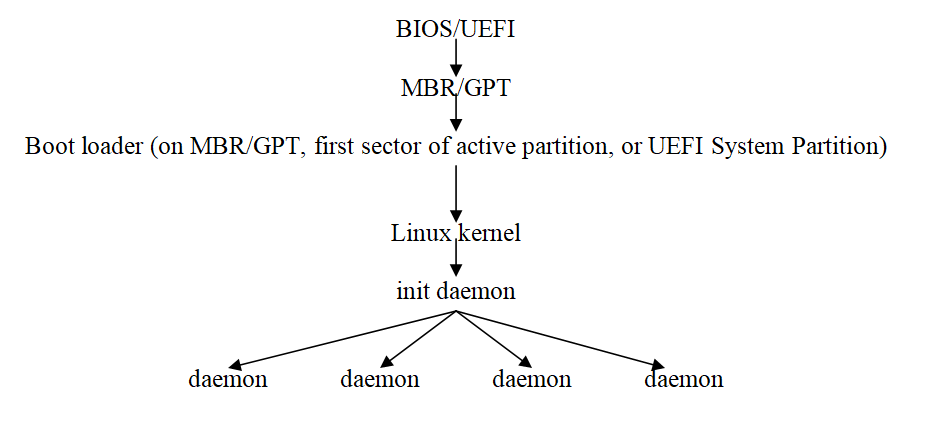 BIOS/UEFI
MBR/GPT
Boot loader (on MBR/GPT, first sector of active partition, or UEFI System Partition)
Linux kernel
init daemon
daemon daemon daemon daemon